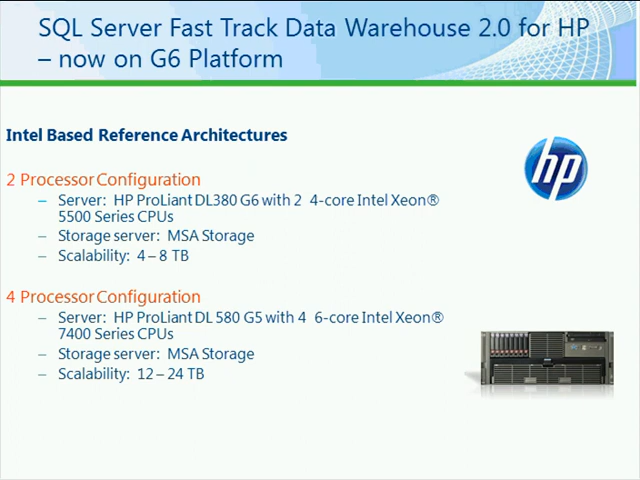 SQL Server Fast Track Data Warehouse 2.0 for HP
– now on G6 Platform
Intel Based Reference Architectures
hp
2 Processor Configuration
– Server: HP ProLiant DL380 G6 with 2 4-core Intel Xeon®
5500 Series CPUs
– Storage server: MSA Storage
– Scalability: 4 – 8 TB
4 Processor Configuration
– Server: HP ProLiant DL 580 G5 with 4 6-core Intel Xeon®
7400 Series CPUs
– Storage server: MSA Storage
– Scalability: 12 – 24 TB